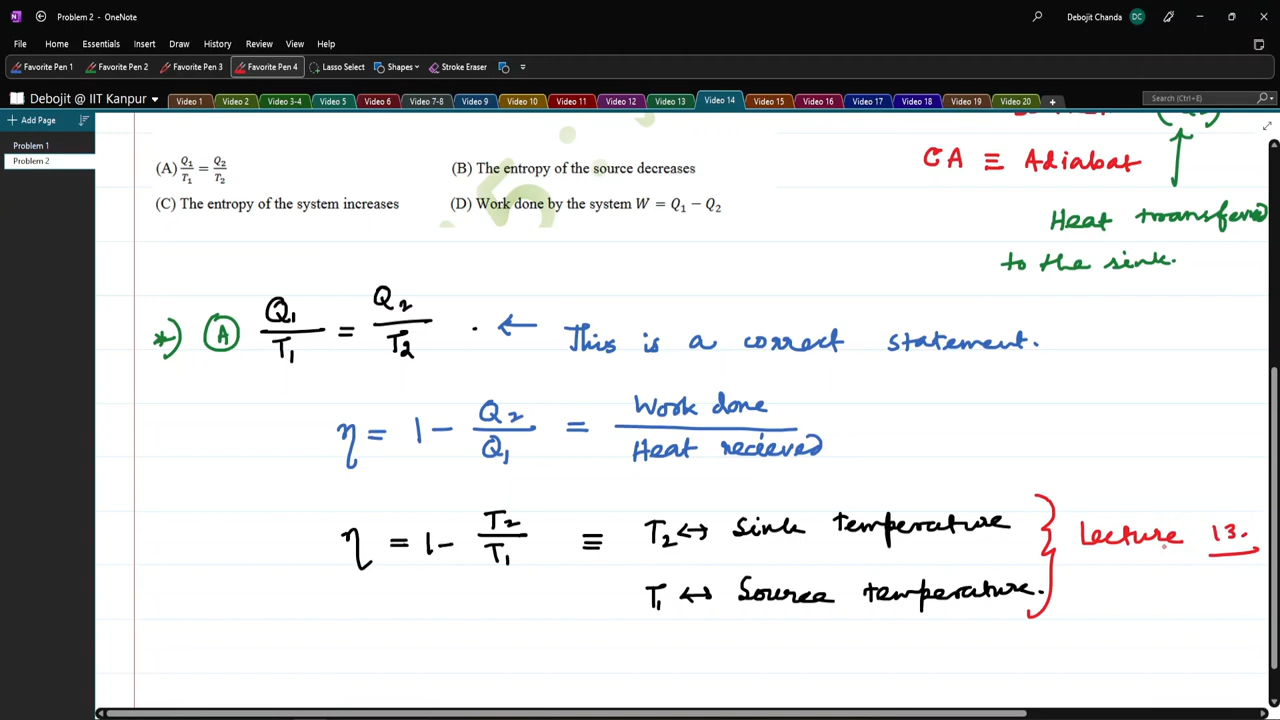 Problem 2 - OneNote
Debojit Chanda DC
File Home Essentials Insert Draw History Review View Help
Favorite Pen 1 Favorite Pen 2 Favorite Pen 3 Favorite Pen 4 Lasso Select Shapes Stroke Eraser
Debojit @ IIT Kanpur Video 1 Video 2 Video 3-4 Video 5 Video 6 Video 7-8 Video 9 Video 10 Video 11 Video 12 Video 13 Video 14 Video 15 Video 16 Video 17 Video 18 Video 19 Video 20 + Search (Ctrl+E)
+ Add Page
Problem 1
Problem 2
CA ≡ Adiabat
(A) Q₁/T₁ = Q₂/T₂ (B) The entropy of the source decreases
(C) The entropy of the system increases (D) Work done by the system W = Q₁ − Q₂
Heat transfered
to the sink.
*) (A) Q₁/T₁ = Q₂/T₂ . ← This is a correct statement.
η = 1 − Q₂/Q₁ = Work done / Heat recieved
η = 1 − T₂/T₁ ≡ T₂ ↔ Sink temperature
T₁ ↔ Source temperature.
Lecture 13.